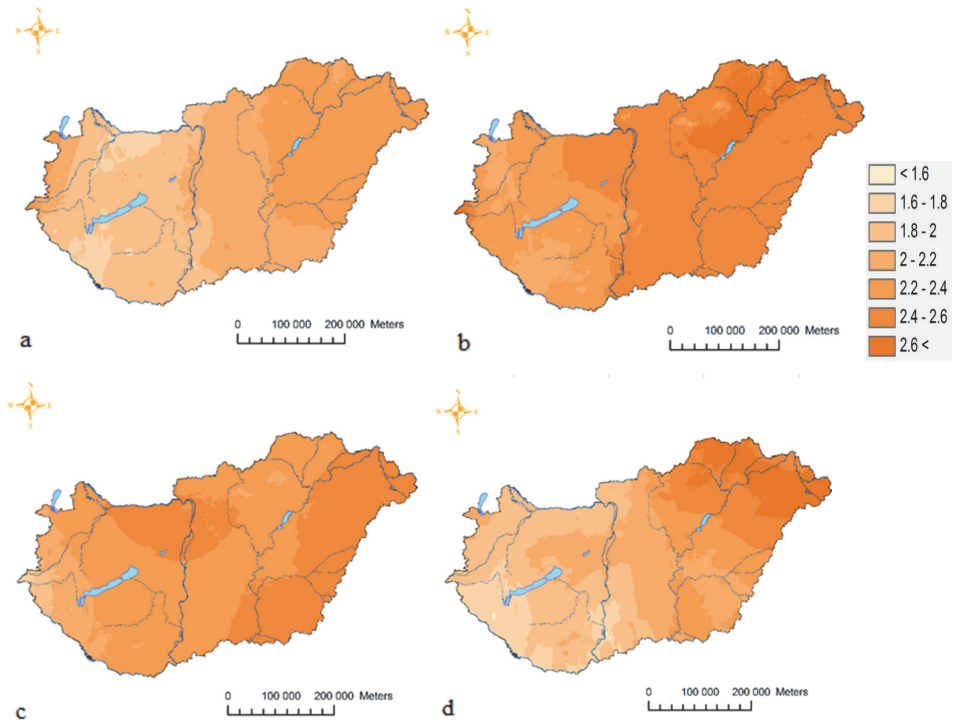 N
W E
S
N
W E
S
a
0 100 000 200 000 Meters
b
0 100 000 200 000 Meters
< 1.6
1.6 - 1.8
1.8 - 2
2 - 2.2
2.2 - 2.4
2.4 - 2.6
2.6 <
N
W E
S
N
W E
S
c
0 100 000 200 000 Meters
d
0 100 000 200 000 Meters